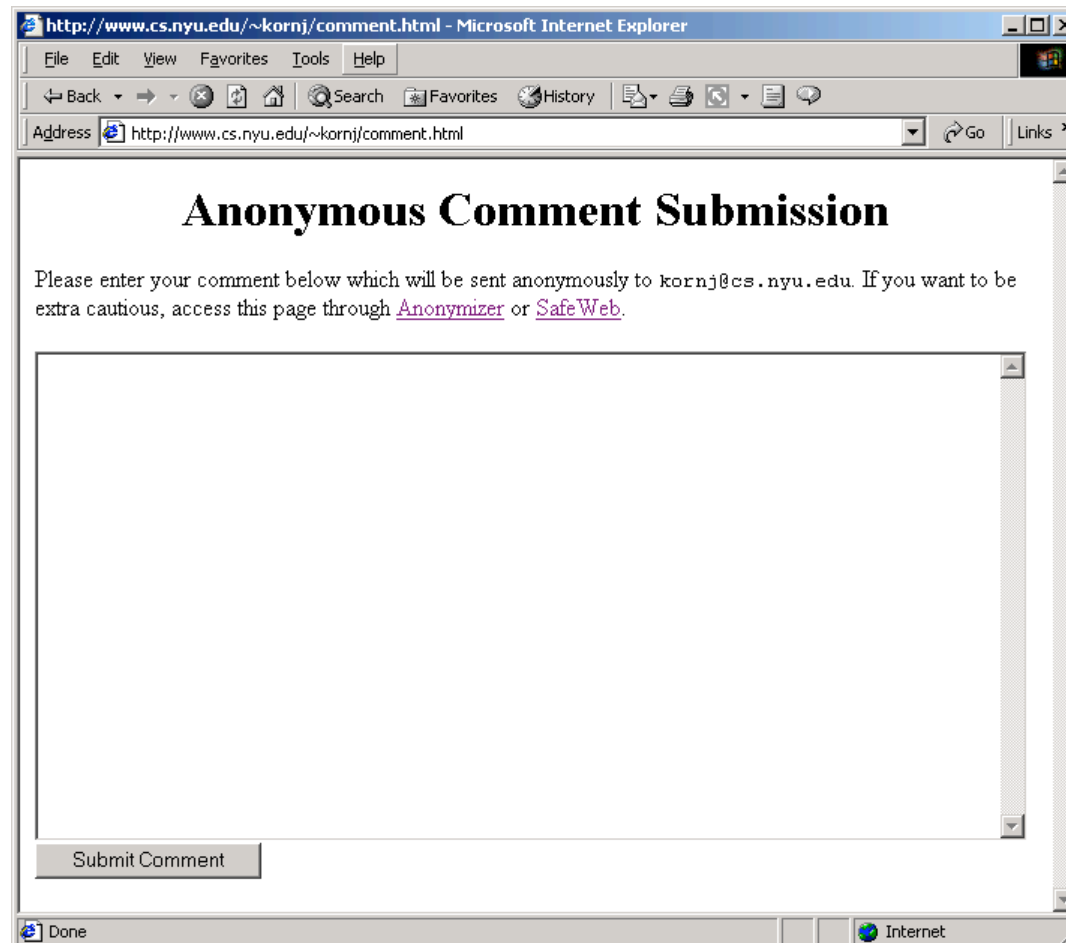 http://www.cs.nyu.edu/~kornj/comment.html - Microsoft Internet Explorer
File Edit View Favorites Tools Help
Back Search Favorites History
Address http://www.cs.nyu.edu/~kornj/comment.html Go Links
Anonymous Comment Submission
Please enter your comment below which will be sent anonymously to kornj@cs.nyu.edu. If you want to be
extra cautious, access this page through Anonymizer or SafeWeb.
Submit Comment
Done Internet